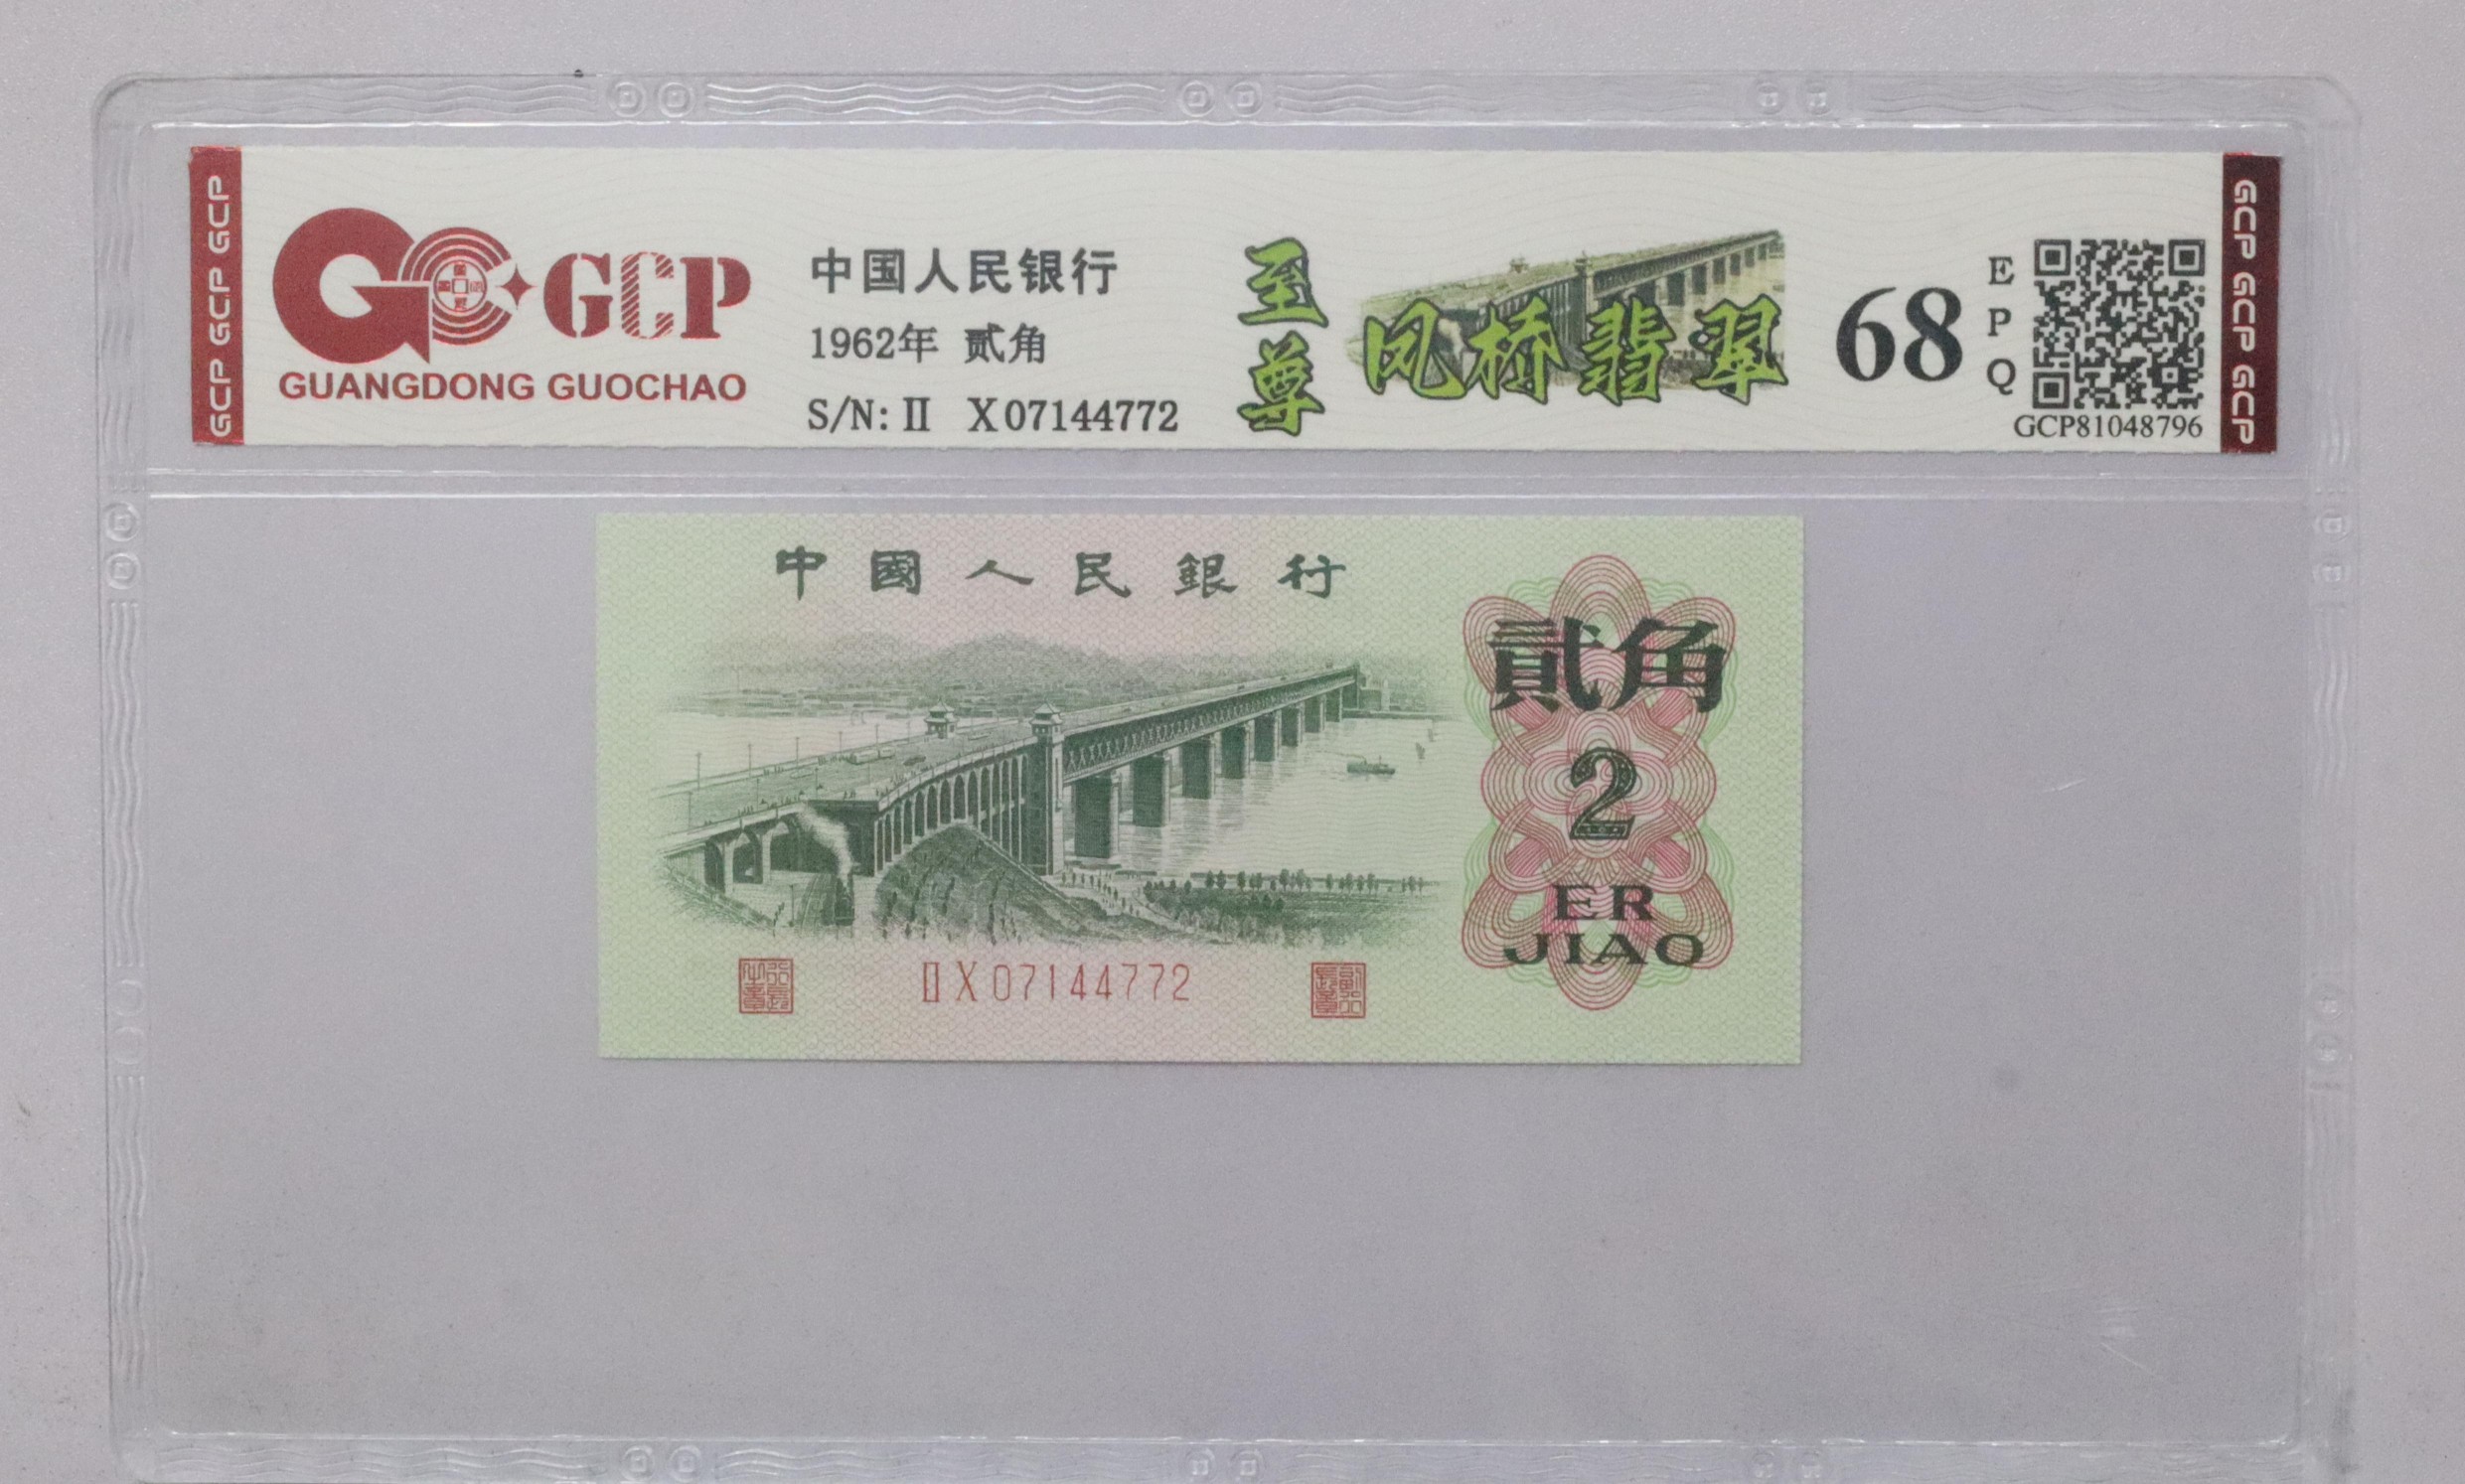 GCP GCP GCP
GCP
GUANGDONG GUOCHAO
中国人民银行
1962年 贰角
S/N: II X07144772
至尊
凤桥翡翠
68
EPQ
GCP81048796
GCP GCP GCP
中國人民銀行
貳角
2
ER
JIAO
II X 07144772